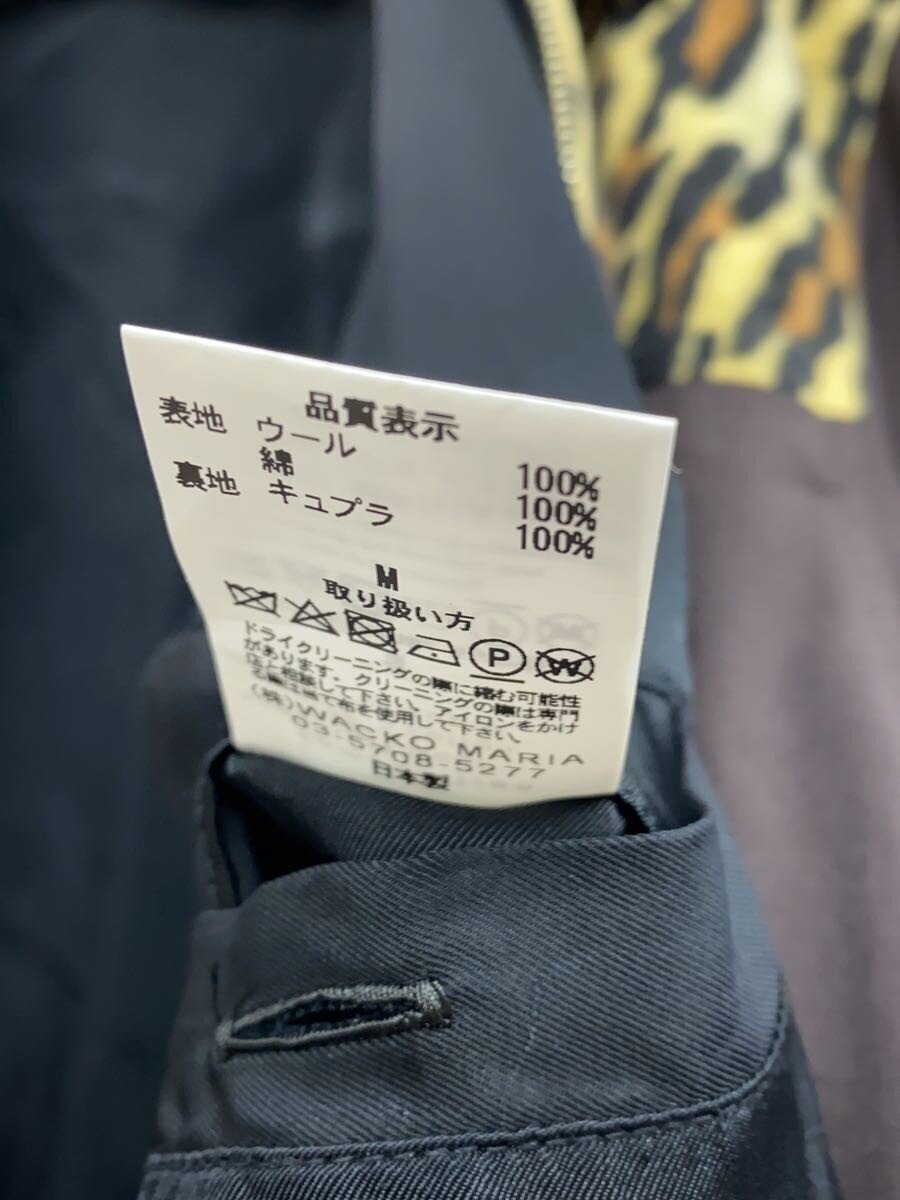 品質表示
表地 ウール 100%
綿 100%
裏地 キュプラ 100%
M
取り扱い方
P W
ドライクリーニングの際に縮む可能性
があります．クリーニングの際は専門
店と相談して下さい。アイロンをかけ
る際は当て布を使用して下さい。
(株)WACKO MARIA
03-5708-5277
日本製